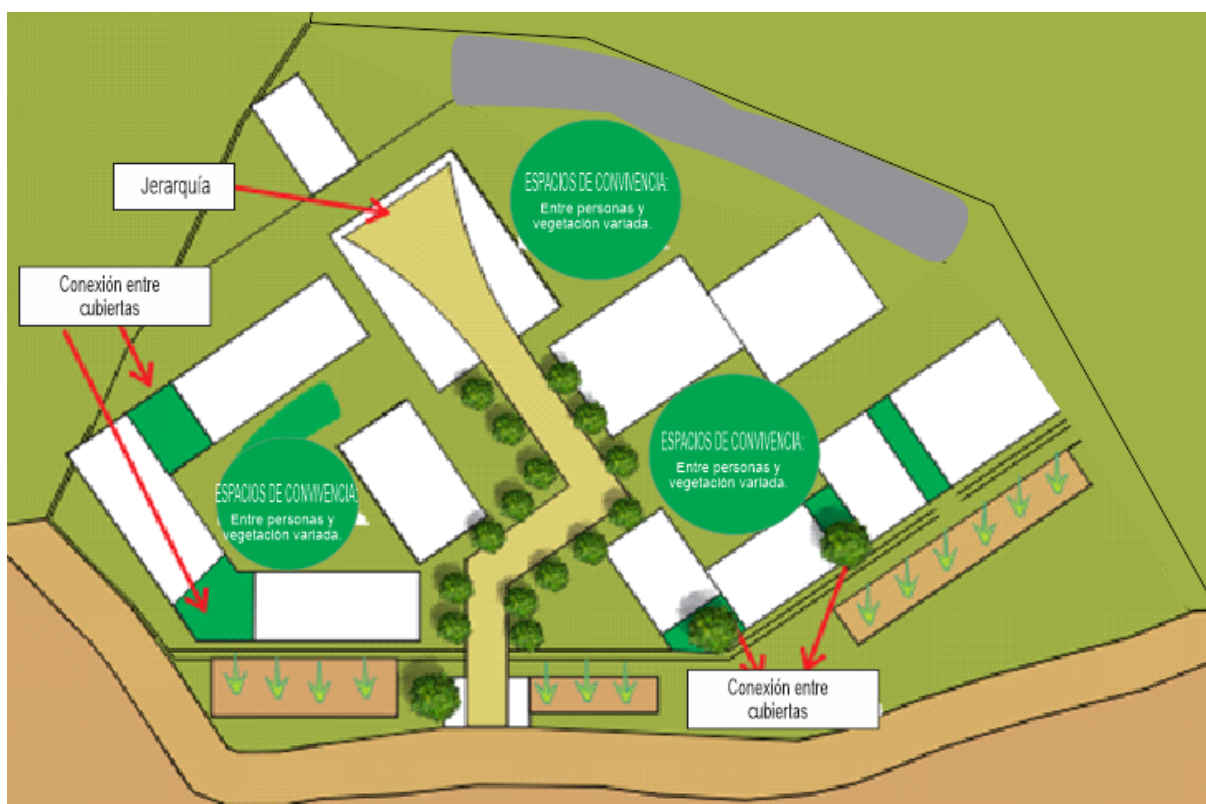 ESPACIOS DE CONVIVENCIA:
Entre personas y
vegetación variada.
Jerarquía
Conexión entre
cubiertas
ESPACIOS DE CONVIVENCIA:
Entre personas y
vegetación variada.
ESPACIOS DE CONVIVENCIA:
Entre personas y
vegetación variada.
Conexión entre
cubiertas